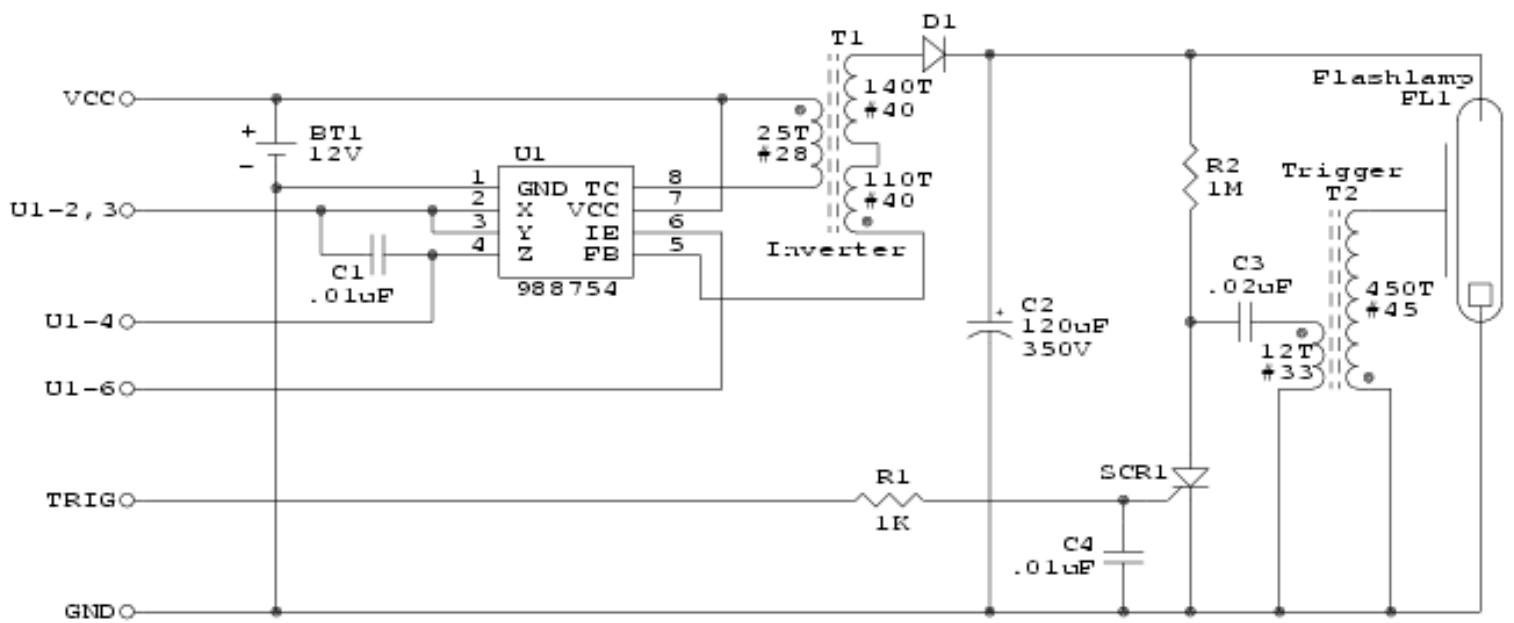 D1
T1
140T
#40
Flashlamp
FL1
VCC
+
BT1
12V
-
25T
#28
U1
1
GND
TC
8
2
X
VCC
7
3
Y
IE
6
4
Z
FB
5
988754
110T
#40
Inverter
R2
1M
Trigger
T2
U1-2,3
C1
.01uF
C3
.02uF
450T
#45
U1-4
+
C2
120uF
350V
12T
#33
U1-6
TRIG
R1
1K
SCR1
C4
.01uF
GND